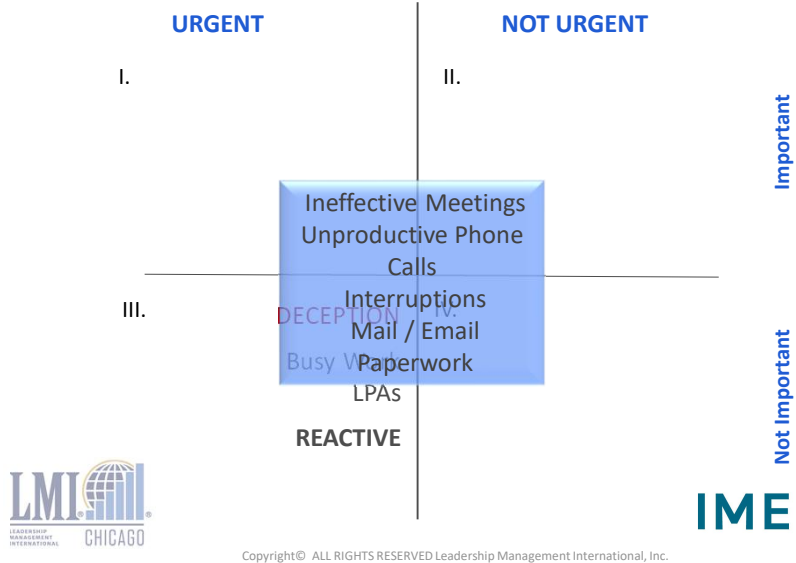 URGENT
NOT URGENT
I.
II.
Important
Ineffective Meetings
Unproductive Phone
Calls
Interruptions
Mail / Email
Paperwork
III.
DECEPTION
IV.
Busy Work
LPAs
REACTIVE
Not Important
LMI
LEADERSHIP
MANAGEMENT
INTERNATIONAL
CHICAGO
IME
Copyright© ALL RIGHTS RESERVED Leadership Management International, Inc.